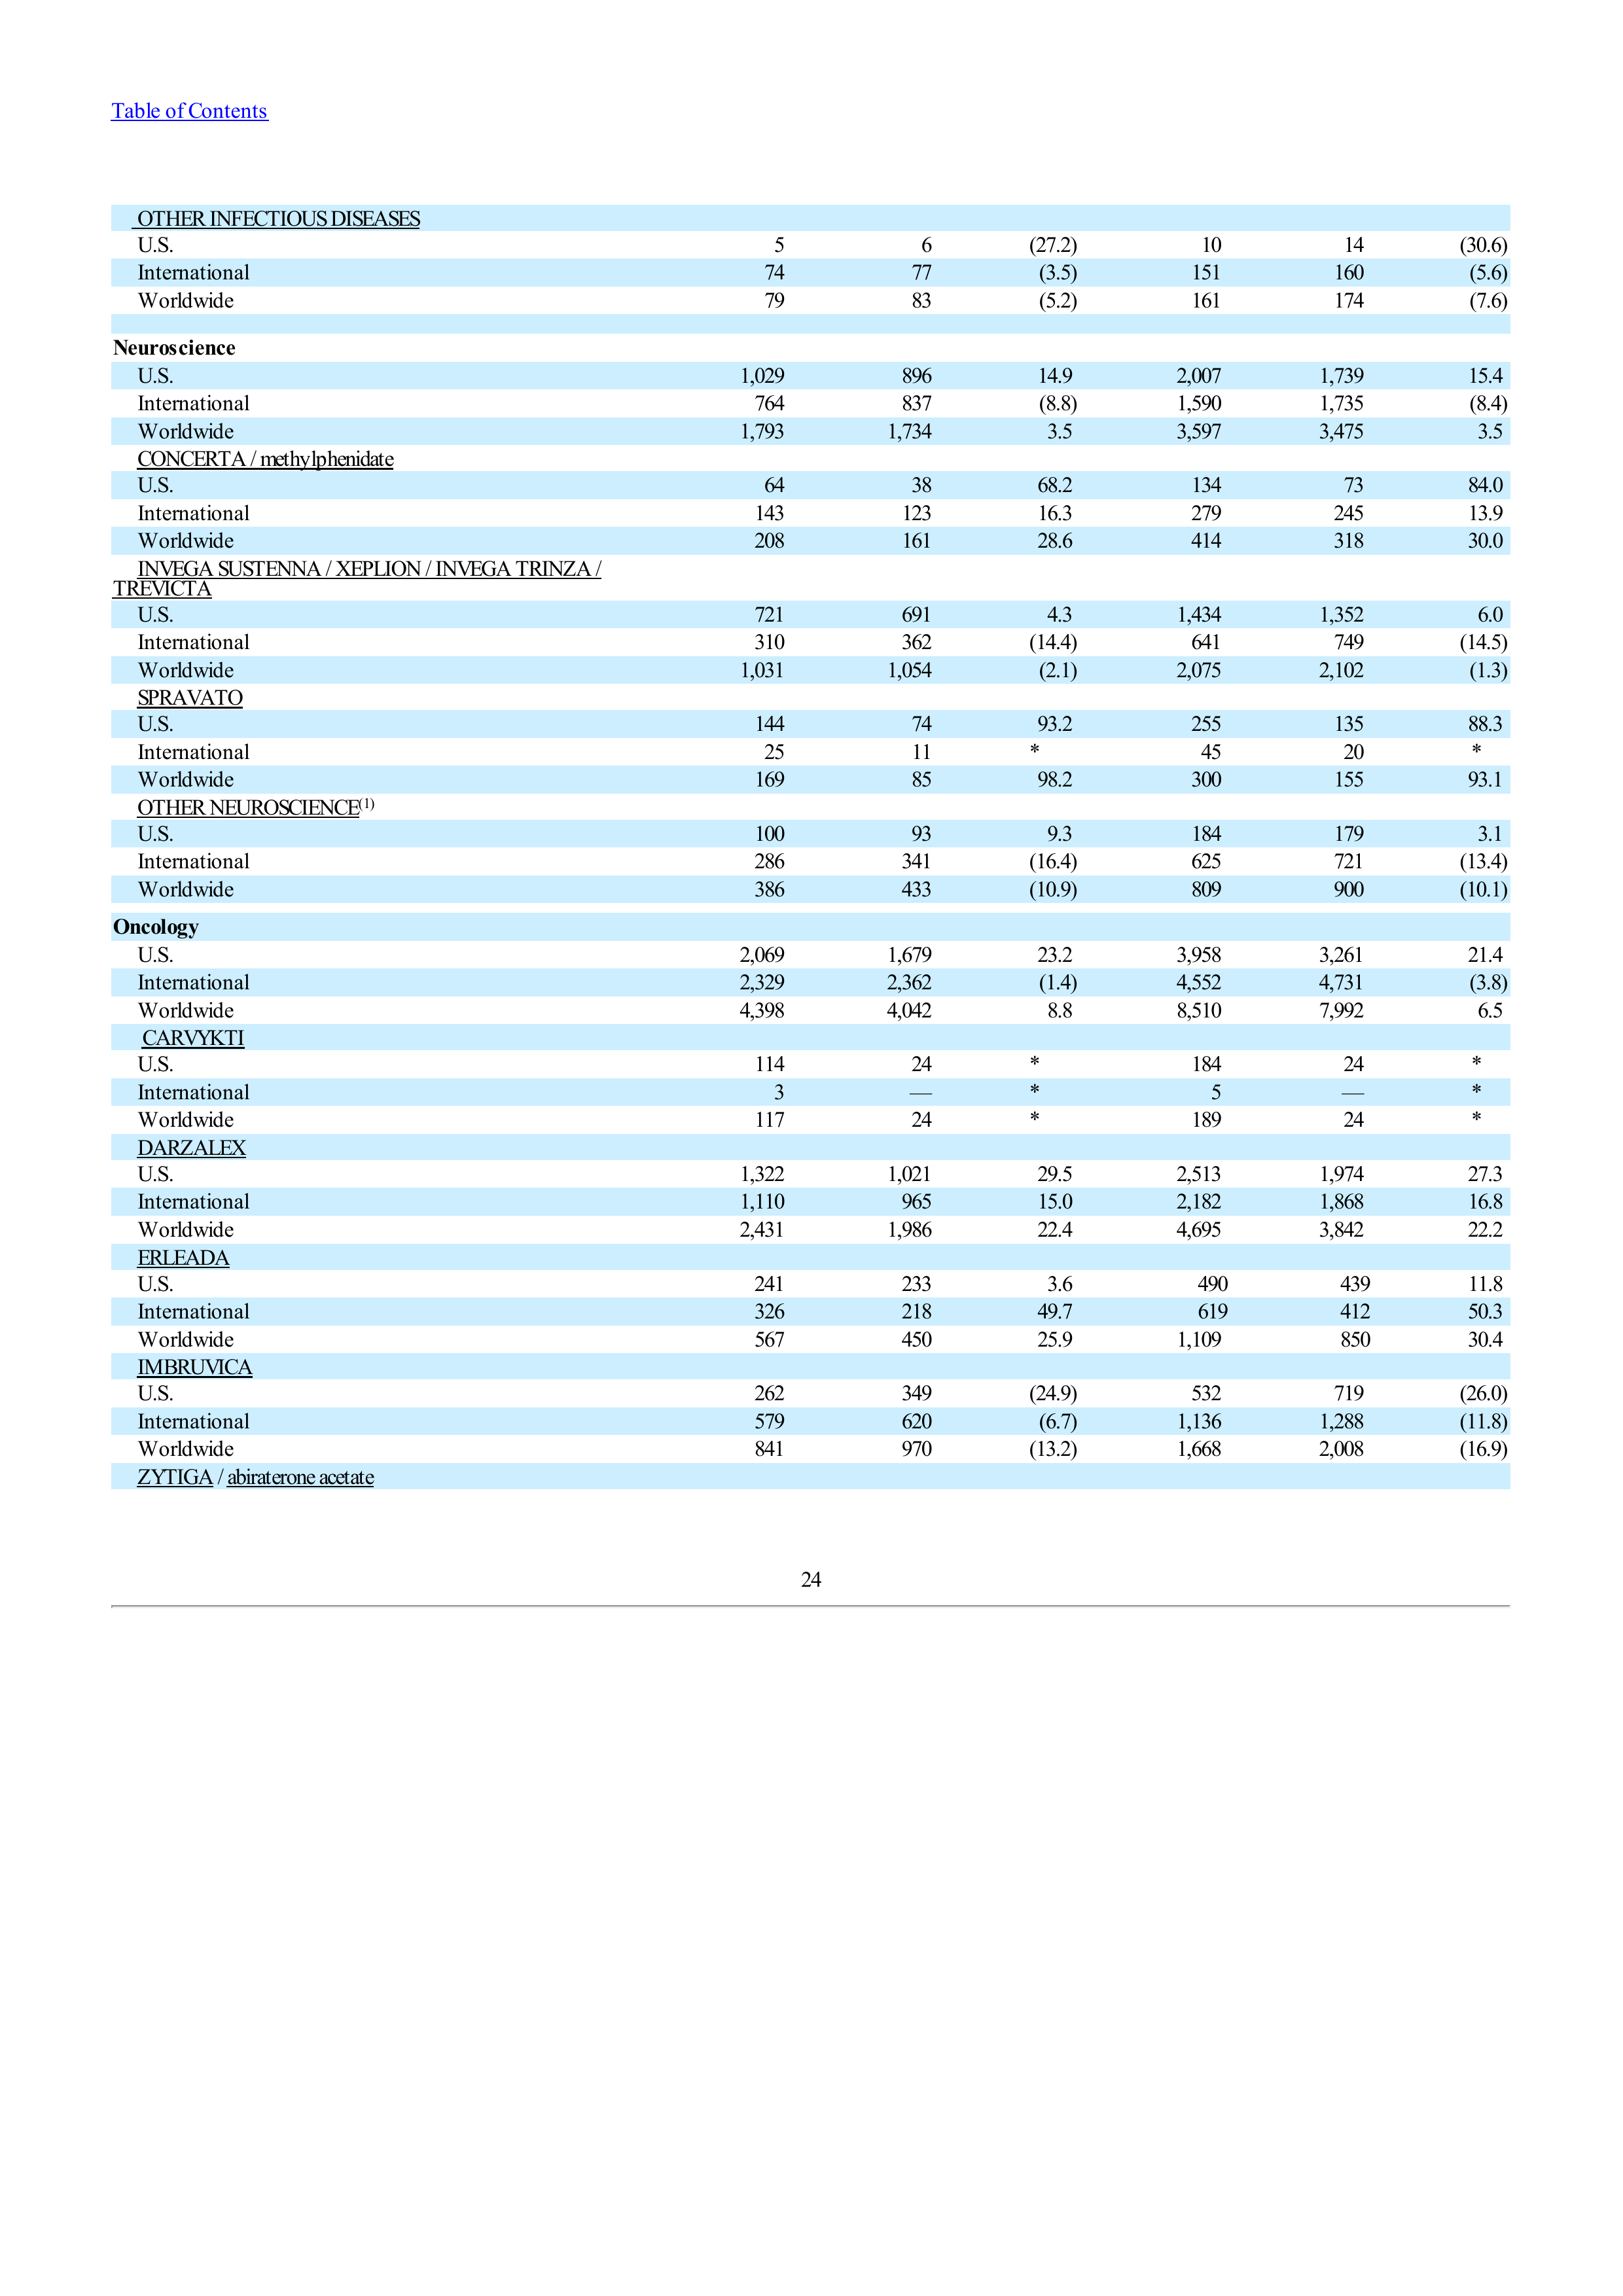 Table of Contents
OTHER INFECTIOUS DISEASES
U.S. 5 6 (27.2) 10 14 (30.6)
International 74 77 (3.5) 151 160 (5.6)
Worldwide 79 83 (5.2) 161 174 (7.6)
Neuroscience
U.S. 1,029 896 14.9 2,007 1,739 15.4
International 764 837 (8.8) 1,590 1,735 (8.4)
Worldwide 1,793 1,734 3.5 3,597 3,475 3.5
CONCERTA / methylphenidate
U.S. 64 38 68.2 134 73 84.0
International 143 123 16.3 279 245 13.9
Worldwide 208 161 28.6 414 318 30.0
INVEGA SUSTENNA / XEPLION / INVEGA TRINZA /
TREVICTA
U.S. 721 691 4.3 1,434 1,352 6.0
International 310 362 (14.4) 641 749 (14.5)
Worldwide 1,031 1,054 (2.1) 2,075 2,102 (1.3)
SPRAVATO
U.S. 144 74 93.2 255 135 88.3
International 25 11 * 45 20 *
Worldwide 169 85 98.2 300 155 93.1
OTHER NEUROSCIENCE(1)
U.S. 100 93 9.3 184 179 3.1
International 286 341 (16.4) 625 721 (13.4)
Worldwide 386 433 (10.9) 809 900 (10.1)
Oncology
U.S. 2,069 1,679 23.2 3,958 3,261 21.4
International 2,329 2,362 (1.4) 4,552 4,731 (3.8)
Worldwide 4,398 4,042 8.8 8,510 7,992 6.5
CARVYKTI
U.S. 114 24 * 184 24 *
International 3 — * 5 — *
Worldwide 117 24 * 189 24 *
DARZALEX
U.S. 1,322 1,021 29.5 2,513 1,974 27.3
International 1,110 965 15.0 2,182 1,868 16.8
Worldwide 2,431 1,986 22.4 4,695 3,842 22.2
ERLEADA
U.S. 241 233 3.6 490 439 11.8
International 326 218 49.7 619 412 50.3
Worldwide 567 450 25.9 1,109 850 30.4
IMBRUVICA
U.S. 262 349 (24.9) 532 719 (26.0)
International 579 620 (6.7) 1,136 1,288 (11.8)
Worldwide 841 970 (13.2) 1,668 2,008 (16.9)
ZYTIGA / abiraterone acetate
24